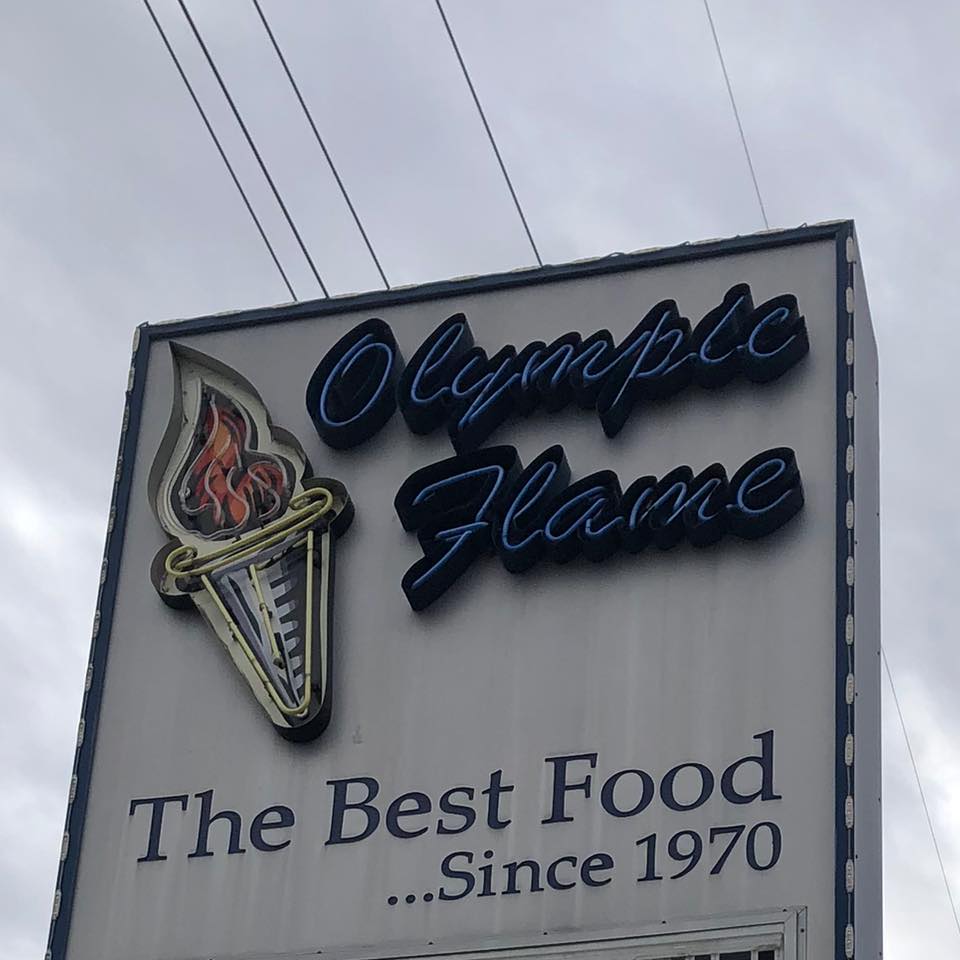 Olympic
Flame
The Best Food
...Since 1970